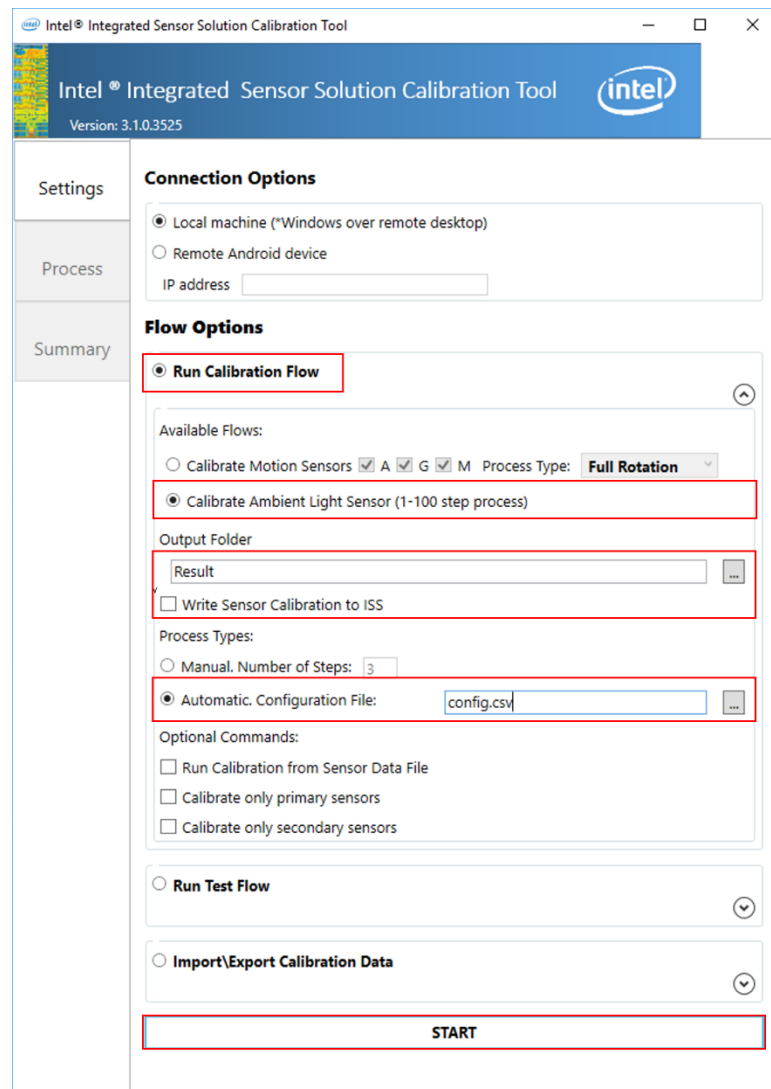 Intel® Integrated Sensor Solution Calibration Tool
Intel ® Integrated Sensor Solution Calibration Tool
intel
Version: 3.1.0.3525
Settings
Process
Summary
Connection Options
Local machine (*Windows over remote desktop)
Remote Android device
IP address
Flow Options
Run Calibration Flow
Available Flows:
Calibrate Motion Sensors A G M Process Type: Full Rotation
Calibrate Ambient Light Sensor (1-100 step process)
Output Folder
Result ...
Write Sensor Calibration to ISS
Process Types:
Manual. Number of Steps: 3
Automatic. Configuration File: config.csv ...
Optional Commands:
Run Calibration from Sensor Data File
Calibrate only primary sensors
Calibrate only secondary sensors
Run Test Flow
Import\Export Calibration Data
START